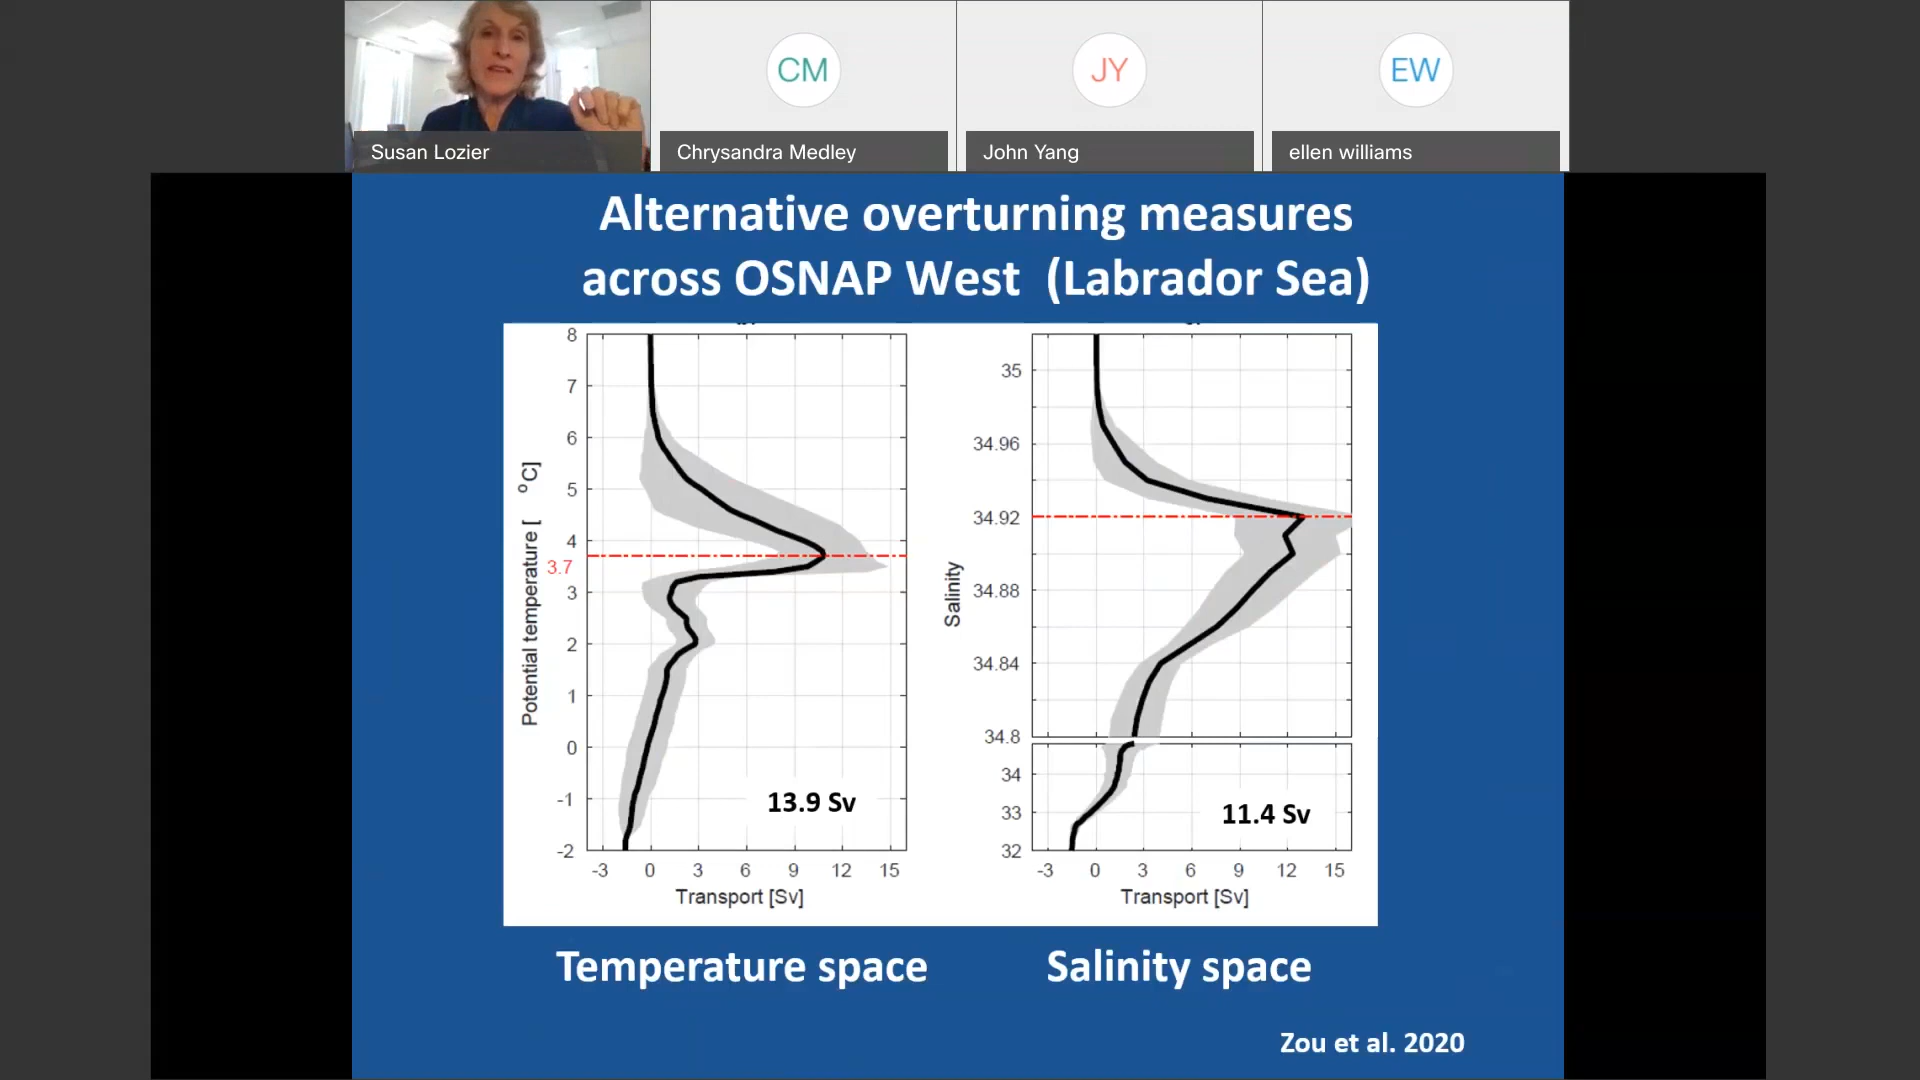 CM
JY
EW
Susan Lozier
Chrysandra Medley
John Yang
ellen williams
Alternative overturning measures
across OSNAP West (Labrador Sea)
8
7
6
5
4
3.7
3
2
1
0
-1
-2
Potential temperature [ °C]
13.9 Sv
-3 0 3 6 9 12 15
Transport [Sv]
35
34.96
34.92
34.88
34.84
34.8
34
33
32
Salinity
11.4 Sv
-3 0 3 6 9 12 15
Transport [Sv]
Temperature space
Salinity space
Zou et al. 2020